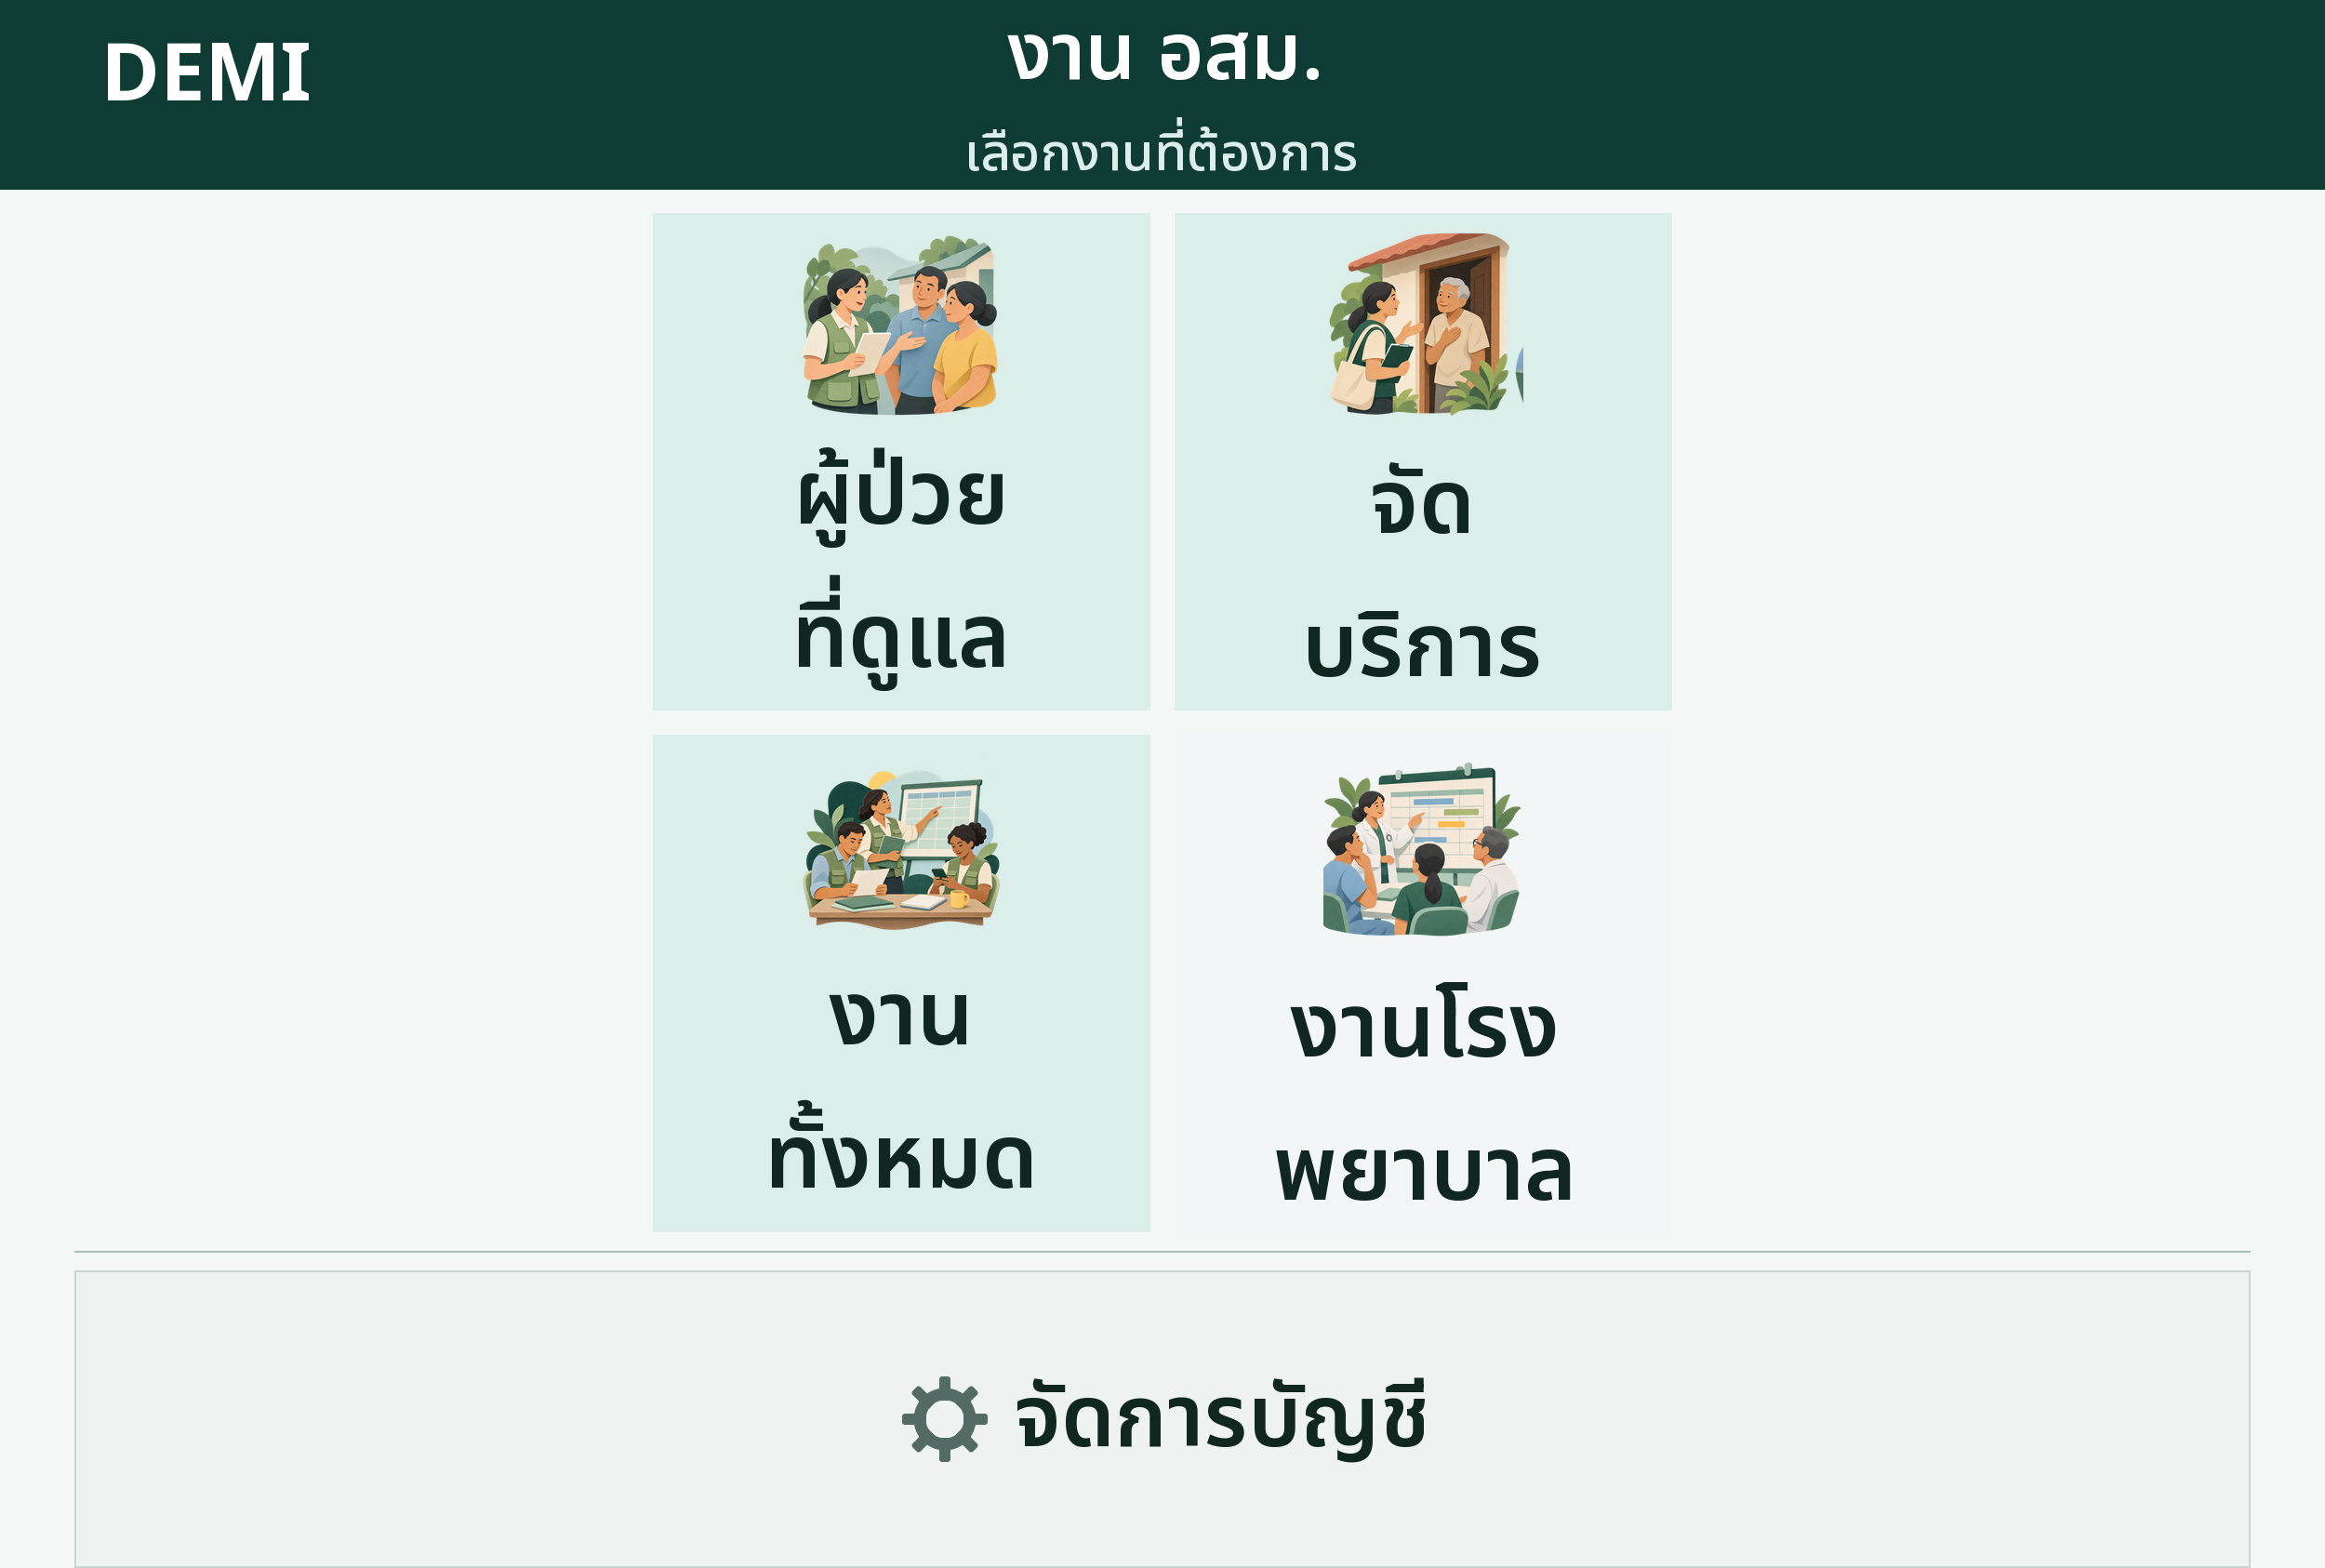 DEMI
งาน อสม.
เลือกงานที่ต้องการ
ผู้ป่วย
ที่ดูแล
จัด
บริการ
งาน
ทั้งหมด
งานโรง
พยาบาล
จัดการบัญชี